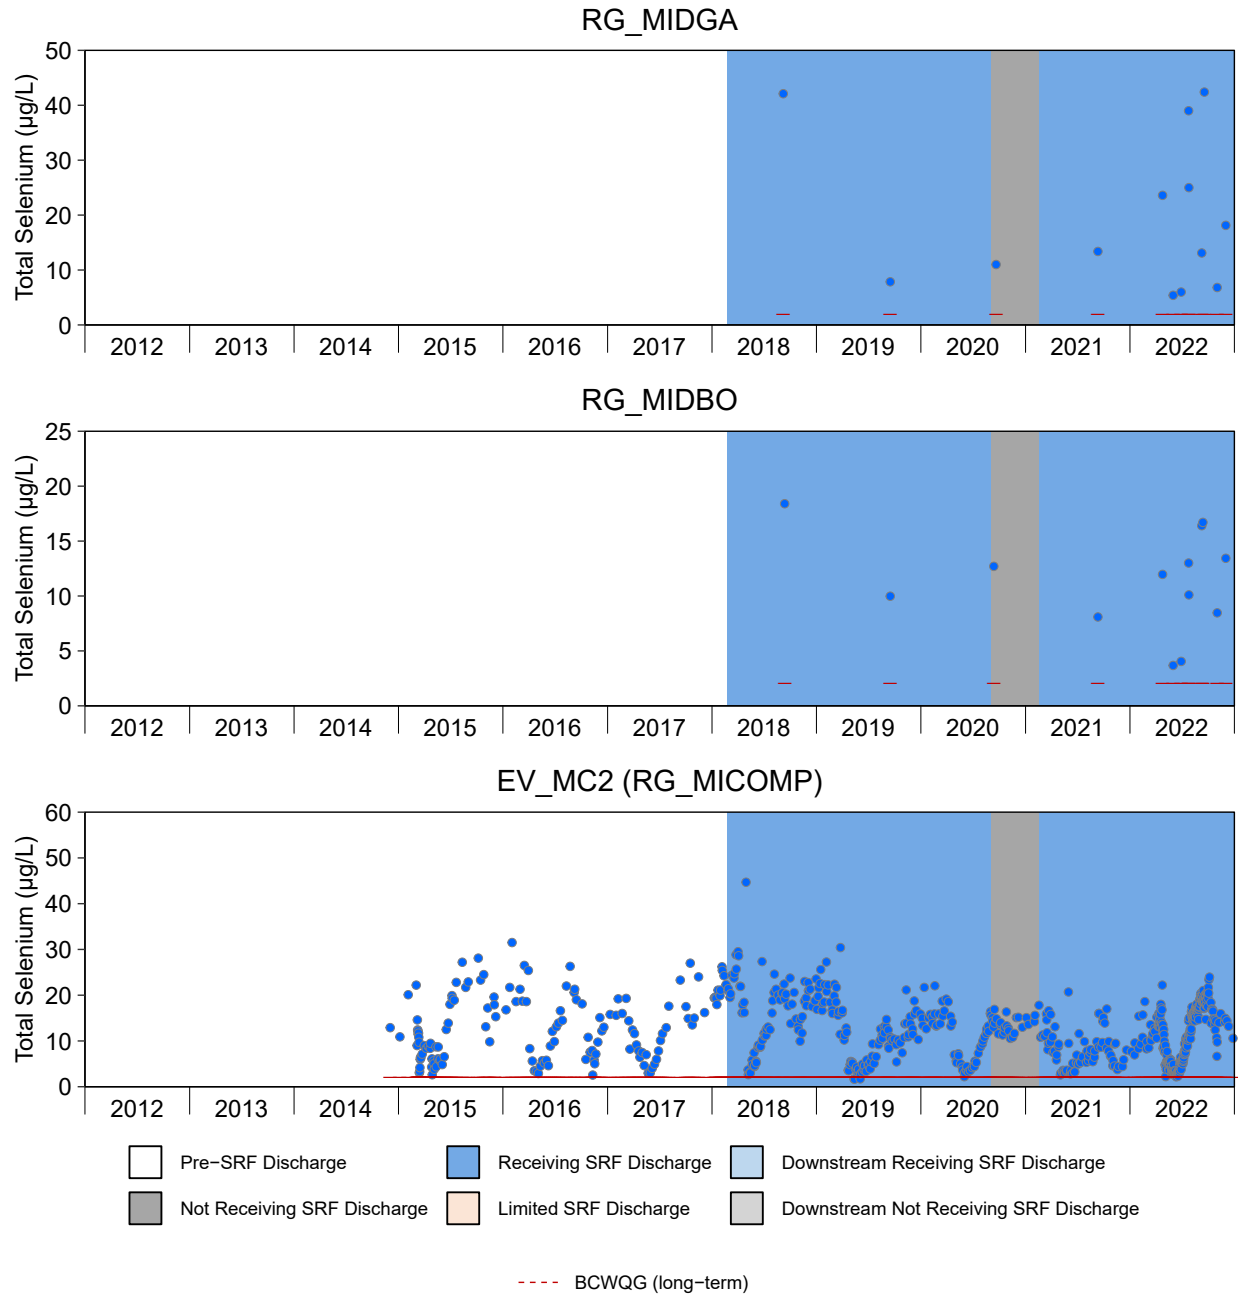 RG_MIDGA
Total Selenium (µg/L)
50
40
30
20
10
0
2012 2013 2014 2015 2016 2017 2018 2019 2020 2021 2022
RG_MIDBO
Total Selenium (µg/L)
25
20
15
10
5
0
2012 2013 2014 2015 2016 2017 2018 2019 2020 2021 2022
EV_MC2 (RG_MICOMP)
Total Selenium (µg/L)
60
50
40
30
20
10
0
2012 2013 2014 2015 2016 2017 2018 2019 2020 2021 2022
Pre−SRF Discharge Receiving SRF Discharge Downstream Receiving SRF Discharge
Not Receiving SRF Discharge Limited SRF Discharge Downstream Not Receiving SRF Discharge
BCWQG (long−term)